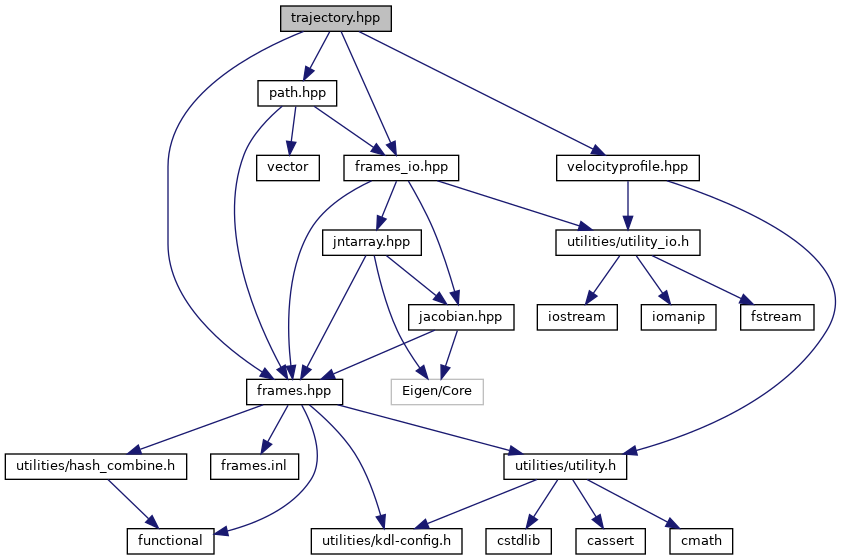 trajectory.hpp
path.hpp
vector
frames_io.hpp
velocityprofile.hpp
jntarray.hpp
utilities/utility_io.h
jacobian.hpp
iostream
iomanip
fstream
frames.hpp
Eigen/Core
utilities/hash_combine.h
frames.inl
utilities/utility.h
functional
utilities/kdl-config.h
cstdlib
cassert
cmath